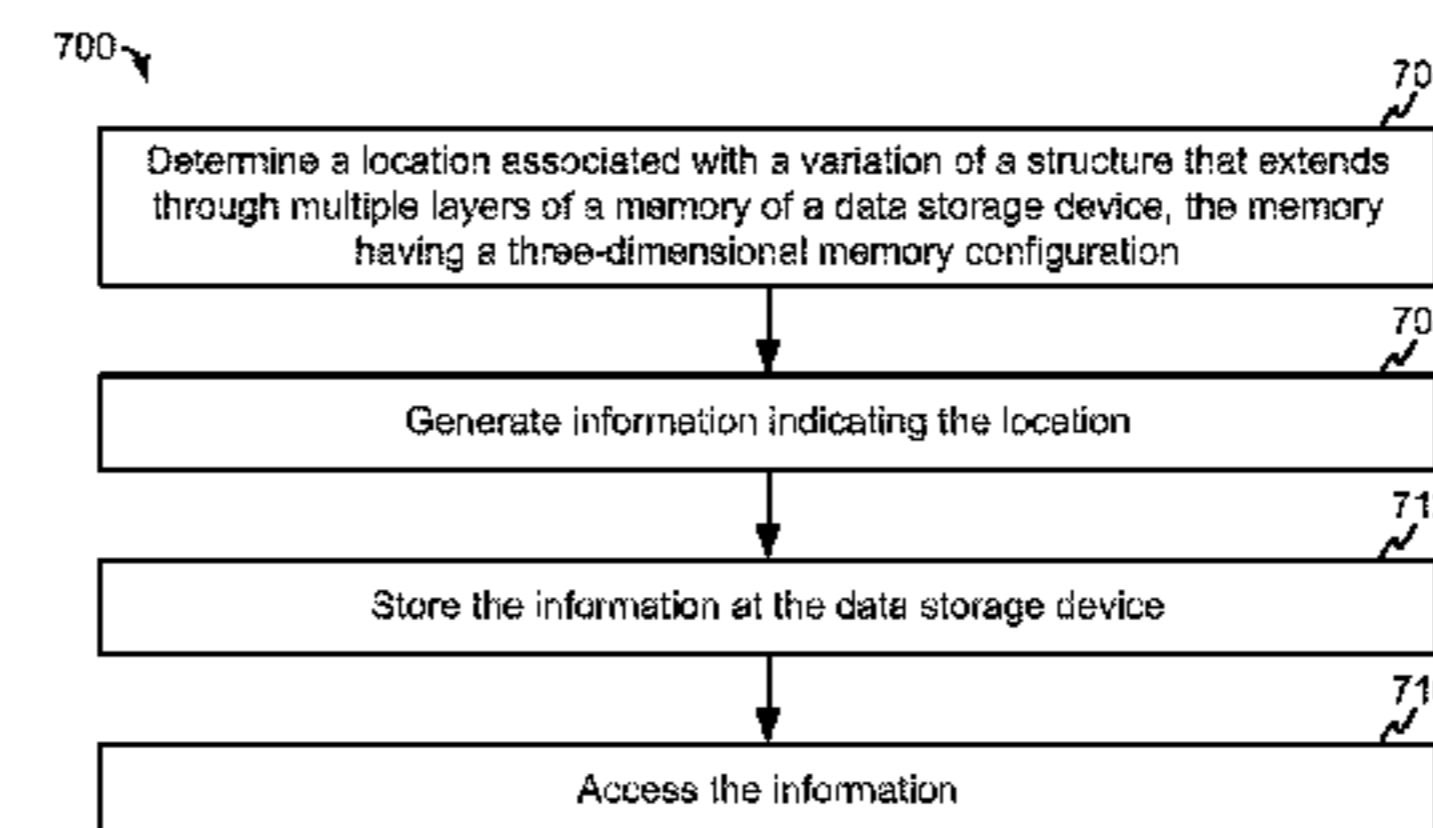 700
70
Determine a location associated with a variation of a structure that extends
through multiple layers of a memory of a data storage device, the memory
having a three-dimensional memory configuration
70
Generate information indicating the location
71
Store the information at the data storage device
71
Access the information